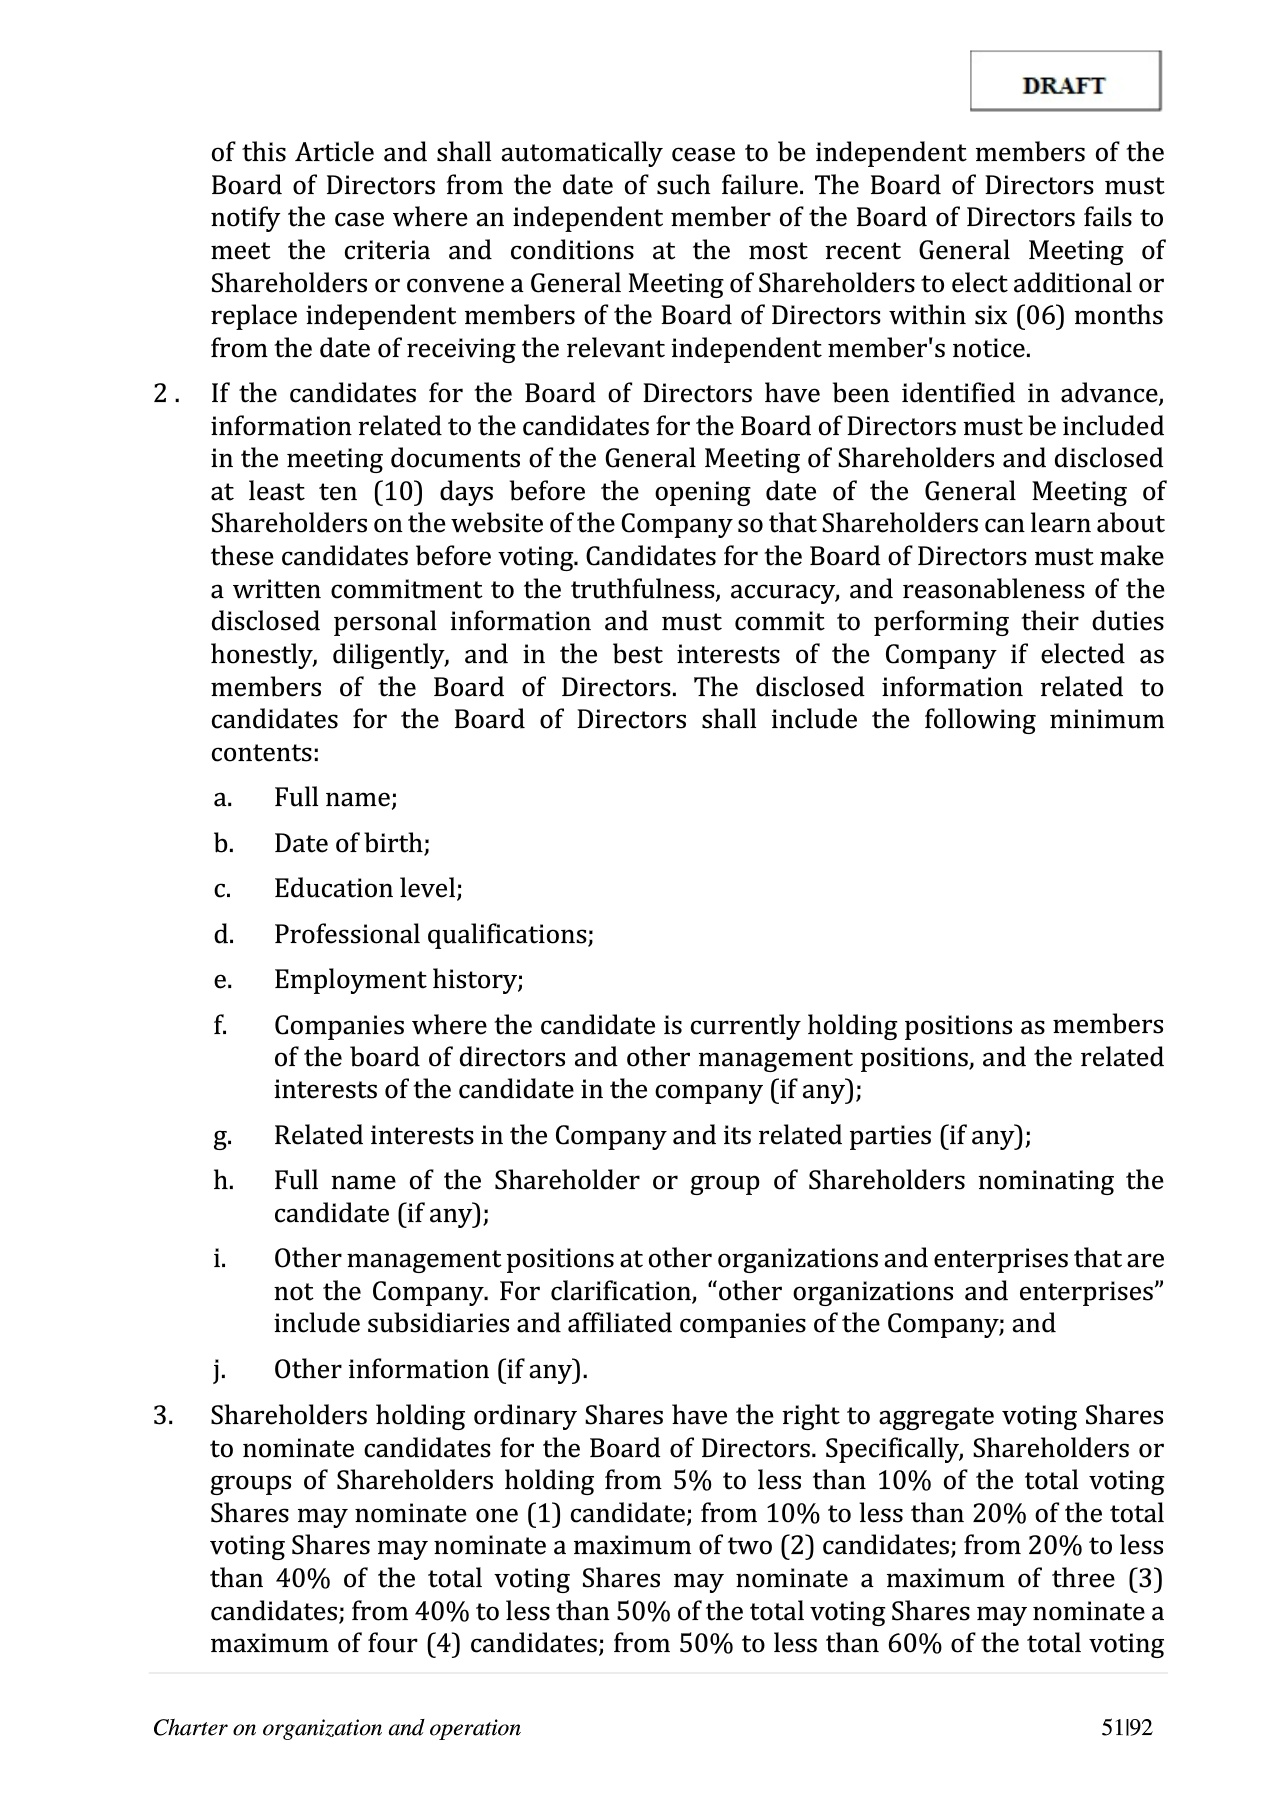 DRAFT
of this Article and shall automatically cease to be independent members of the
Board of Directors from the date of such failure. The Board of Directors must
notify the case where an independent member of the Board of Directors fails to
meet the criteria and conditions at the most recent General Meeting of
Shareholders or convene a General Meeting of Shareholders to elect additional or
replace independent members of the Board of Directors within six (06) months
from the date of receiving the relevant independent member's notice.
2 . If the candidates for the Board of Directors have been identified in advance,
information related to the candidates for the Board of Directors must be included
in the meeting documents of the General Meeting of Shareholders and disclosed
at least ten (10) days before the opening date of the General Meeting of
Shareholders on the website of the Company so that Shareholders can learn about
these candidates before voting. Candidates for the Board of Directors must make
a written commitment to the truthfulness, accuracy, and reasonableness of the
disclosed personal information and must commit to performing their duties
honestly, diligently, and in the best interests of the Company if elected as
members of the Board of Directors. The disclosed information related to
candidates for the Board of Directors shall include the following minimum
contents:
a. Full name;
b. Date of birth;
c. Education level;
d. Professional qualifications;
e. Employment history;
f. Companies where the candidate is currently holding positions as members
of the board of directors and other management positions, and the related
interests of the candidate in the company (if any);
g. Related interests in the Company and its related parties (if any);
h. Full name of the Shareholder or group of Shareholders nominating the
candidate (if any);
i. Other management positions at other organizations and enterprises that are
not the Company. For clarification, “other organizations and enterprises”
include subsidiaries and affiliated companies of the Company; and
j. Other information (if any).
3. Shareholders holding ordinary Shares have the right to aggregate voting Shares
to nominate candidates for the Board of Directors. Specifically, Shareholders or
groups of Shareholders holding from 5% to less than 10% of the total voting
Shares may nominate one (1) candidate; from 10% to less than 20% of the total
voting Shares may nominate a maximum of two (2) candidates; from 20% to less
than 40% of the total voting Shares may nominate a maximum of three (3)
candidates; from 40% to less than 50% of the total voting Shares may nominate a
maximum of four (4) candidates; from 50% to less than 60% of the total voting
Charter on organization and operation 51|92